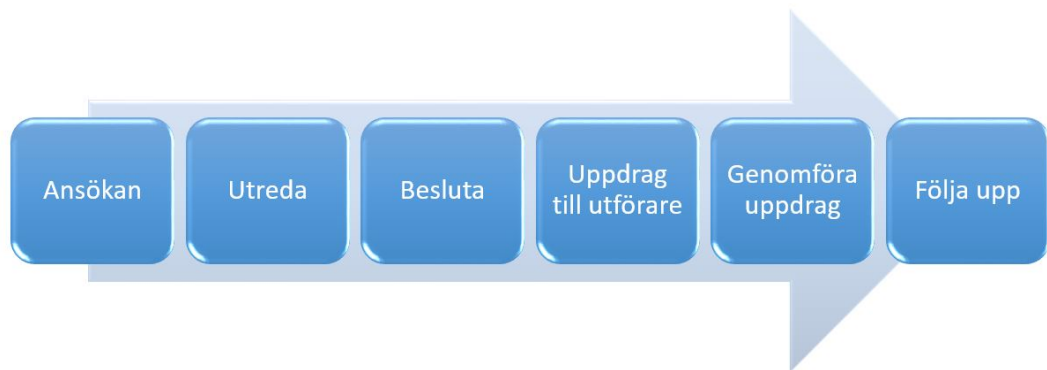 Ansökan
Utreda
Besluta
Uppdrag
till utförare
Genomföra
uppdrag
Följa upp